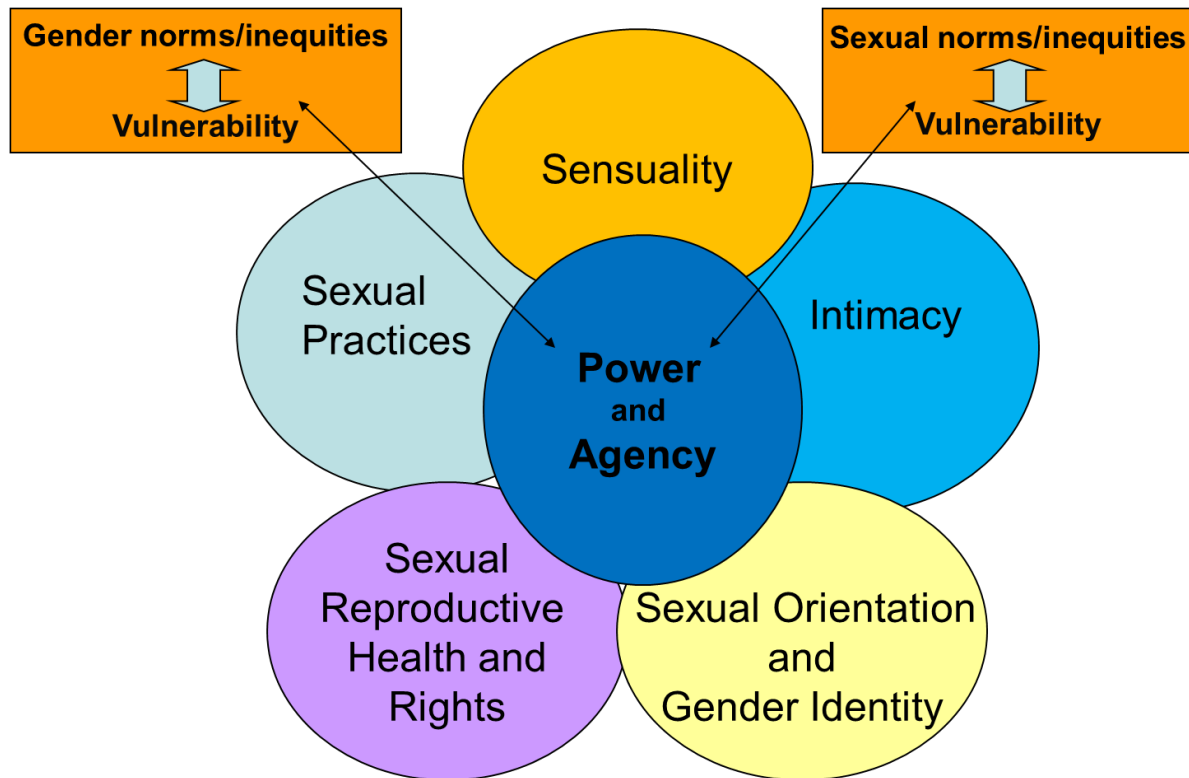 Gender norms/inequities
Vulnerability
Sexual norms/inequities
Vulnerability
Sensuality
Sexual
Practices
Intimacy
Power
and
Agency
Sexual
Reproductive
Health and
Rights
Sexual Orientation
and
Gender Identity